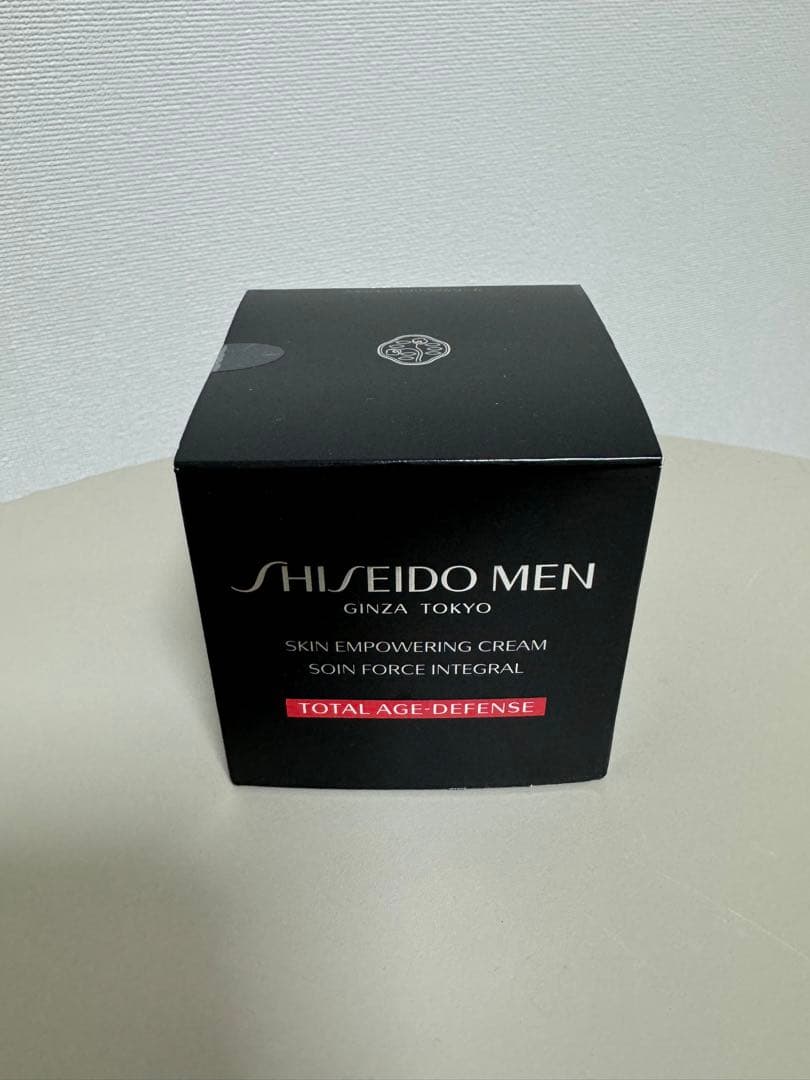 SHISEIDO MEN
GINZA TOKYO
SKIN EMPOWERING CREAM
SOIN FORCE INTEGRAL
TOTAL AGE-DEFENSE